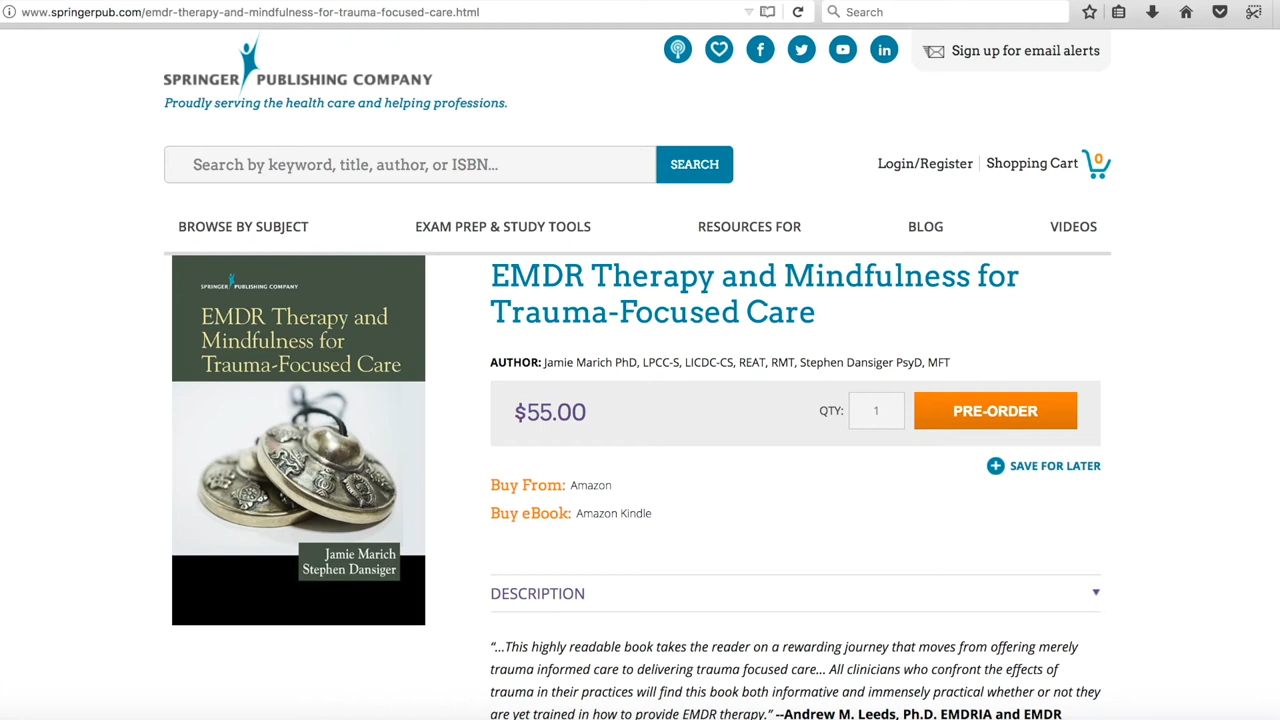 www.springerpub.com/emdr-therapy-and-mindfulness-for-trauma-focused-care.html
Search
SPRINGER PUBLISHING COMPANY
Proudly serving the health care and helping professions.
f
in
Sign up for email alerts
Search by keyword, title, author, or ISBN...
SEARCH
Login/Register
Shopping Cart
0
BROWSE BY SUBJECT
EXAM PREP & STUDY TOOLS
RESOURCES FOR
BLOG
VIDEOS
SPRINGER PUBLISHING COMPANY
EMDR Therapy and
Mindfulness for
Trauma-Focused Care
Jamie Marich
Stephen Dansiger
EMDR Therapy and Mindfulness for
Trauma-Focused Care
AUTHOR: Jamie Marich PhD, LPCC-S, LICDC-CS, REAT, RMT, Stephen Dansiger PsyD, MFT
$55.00
QTY:
1
PRE-ORDER
SAVE FOR LATER
Buy From: Amazon
Buy eBook: Amazon Kindle
DESCRIPTION
“...This highly readable book takes the reader on a rewarding journey that moves from offering merely
trauma informed care to delivering trauma focused care... All clinicians who confront the effects of
trauma in their practices will find this book both informative and immensely practical whether or not they
are yet trained in how to provide EMDR therapy.” --Andrew M. Leeds, Ph.D. EMDRIA and EMDR